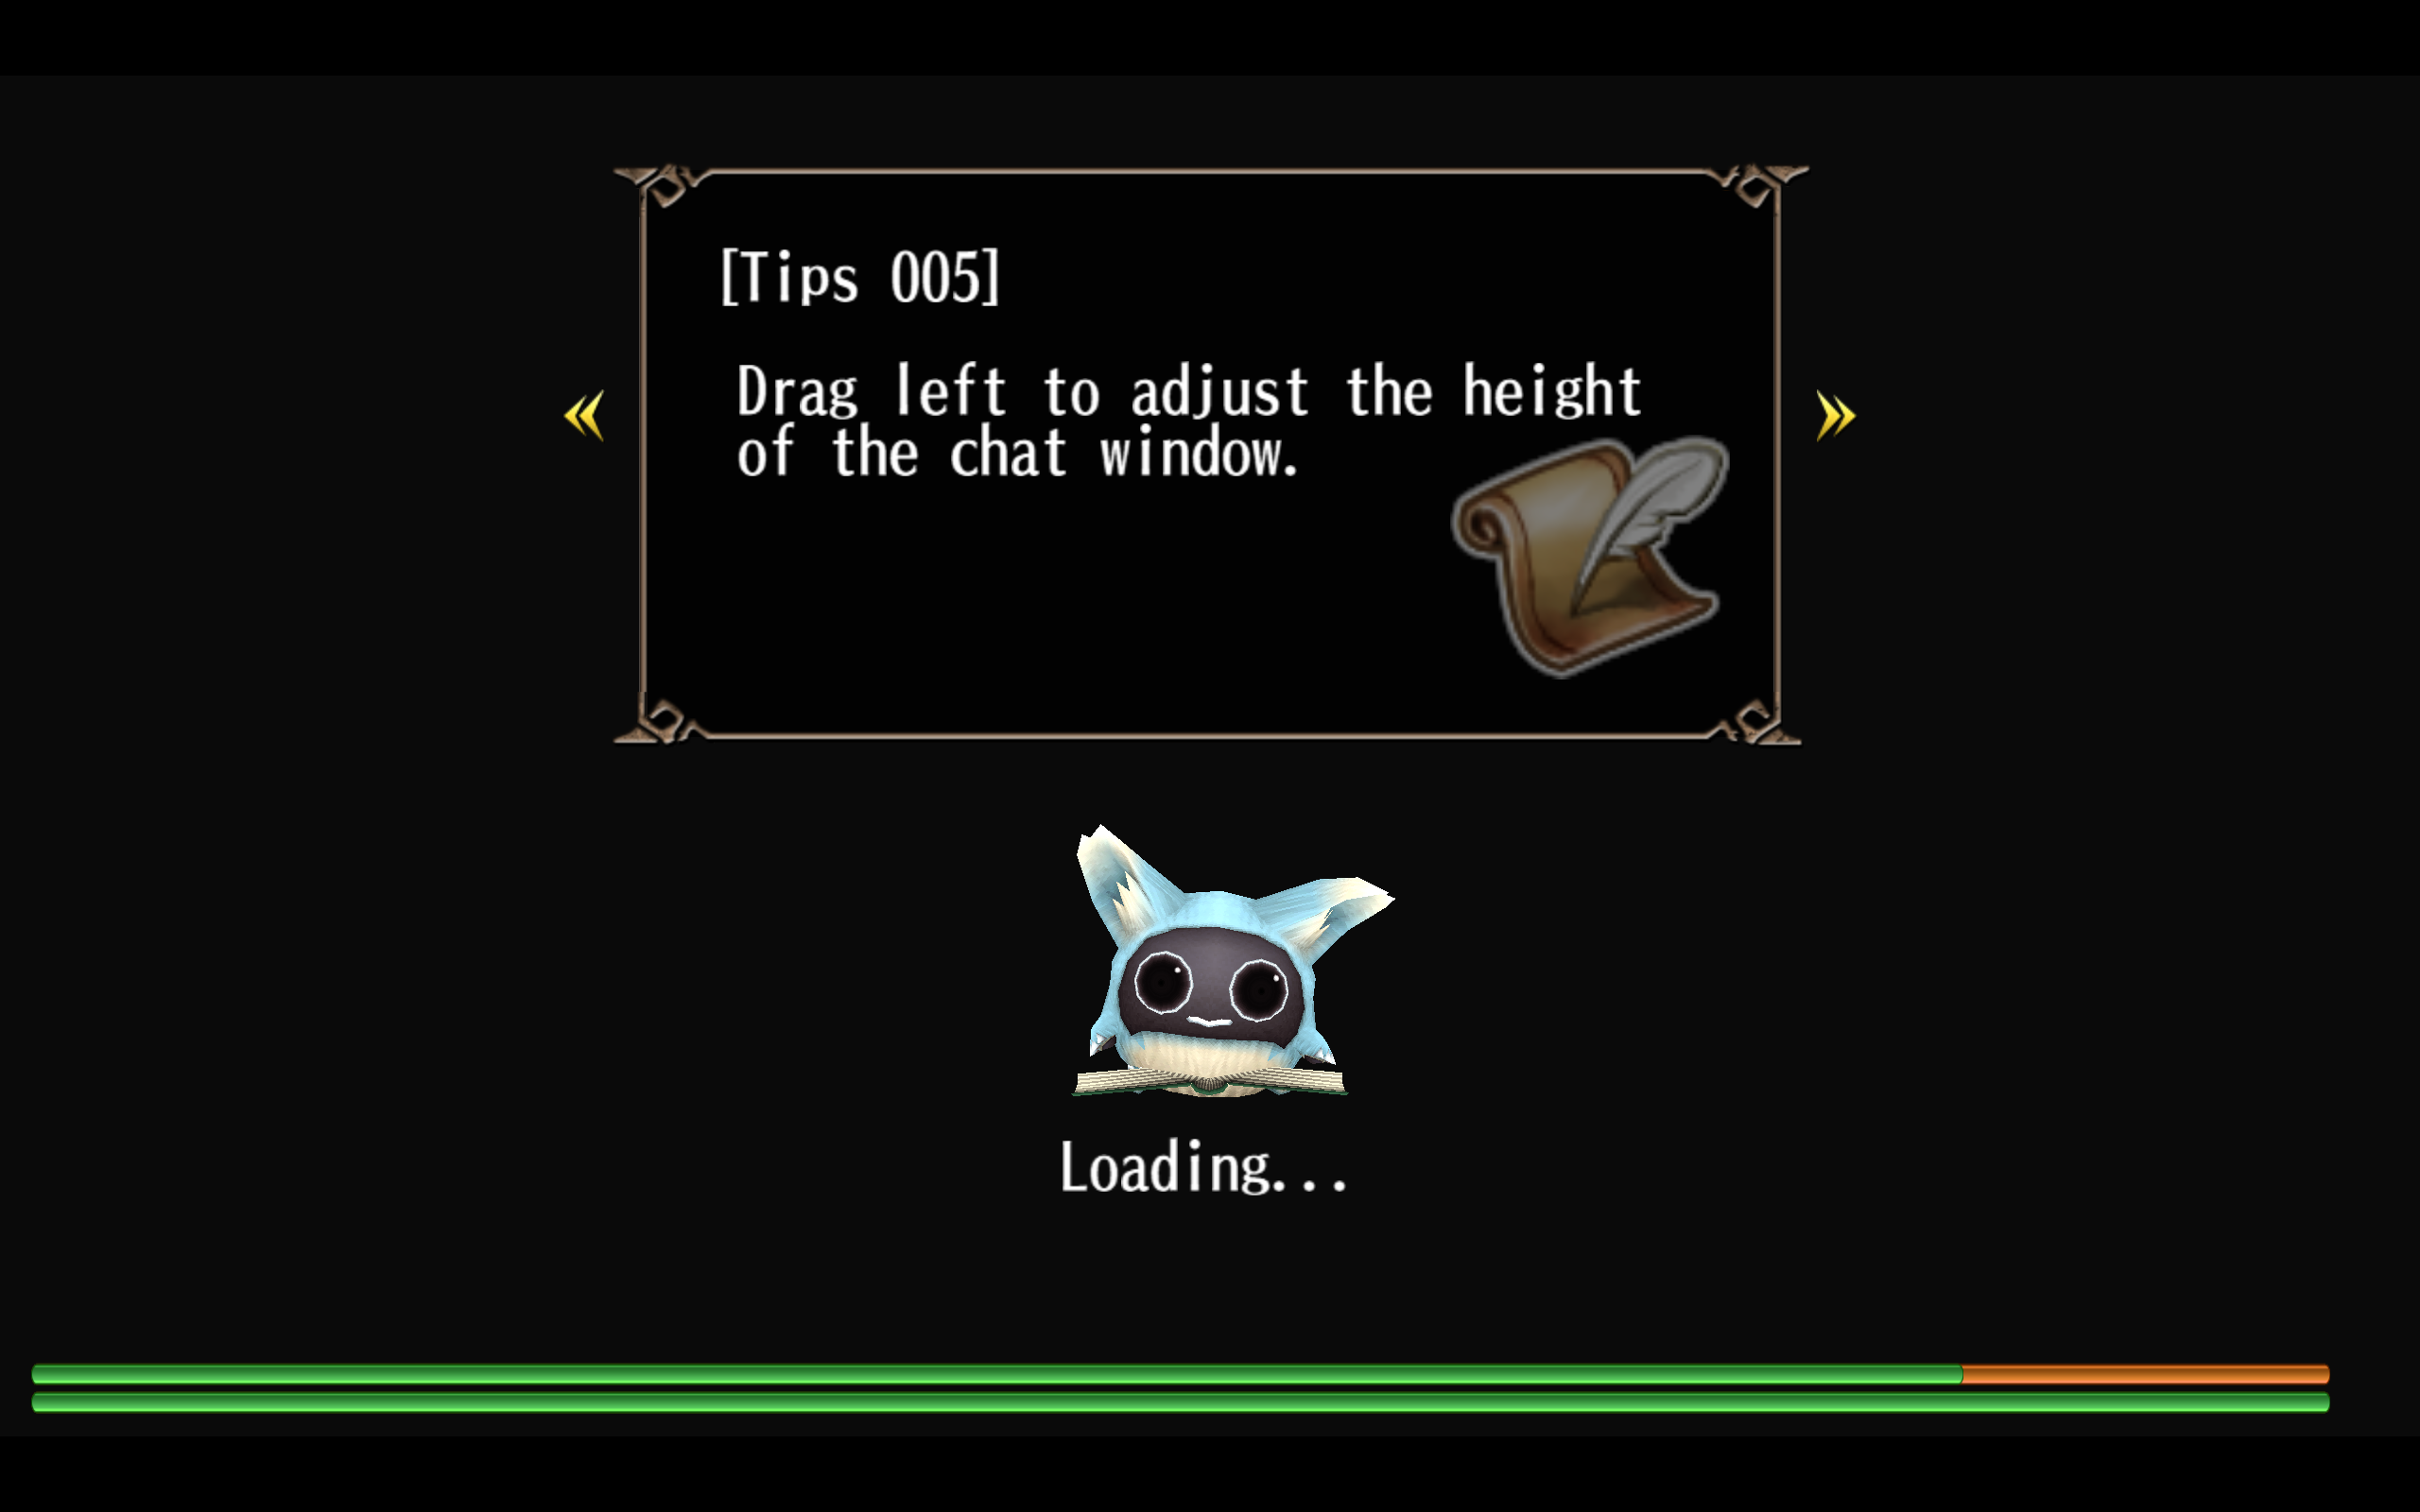 [Tips 005]
Drag left to adjust the height
of the chat window.
Loading...